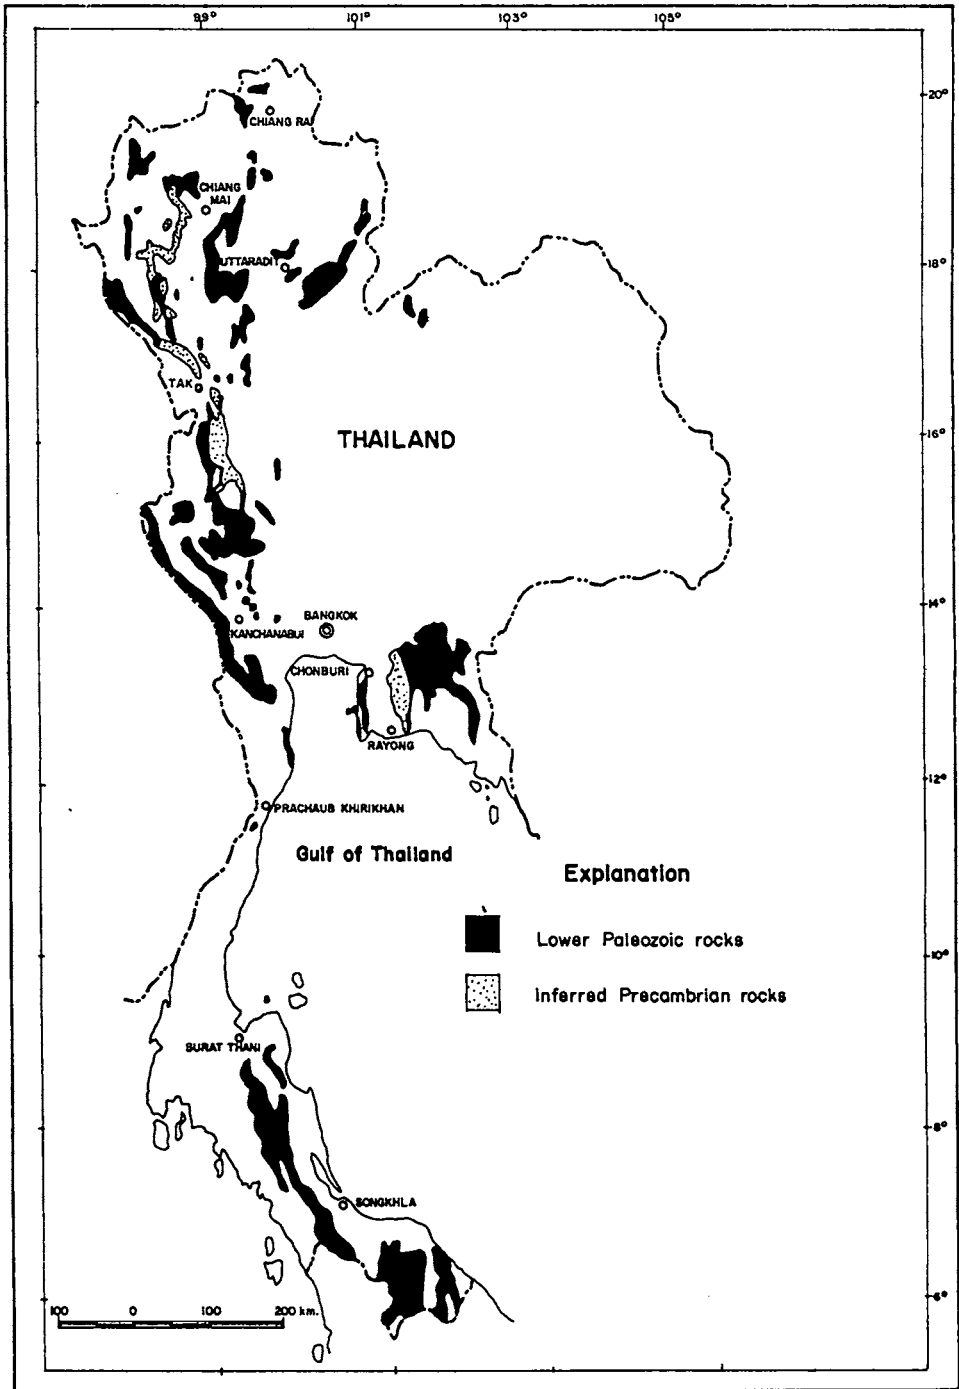 99° 101° 103° 105°
20°
CHIANG RAI
CHIANG
MAI
UTTARADIT
18°
TAK
THAILAND
16°
14°
BANGKOK
KANCHANABUI
CHONBURI
RAYONG
12°
PRACHAUB KHIRIKHAN
Gulf of Thailand
Explanation
Lower Paleozoic rocks
10°
Inferred Precambrian rocks
SURAT THANI
8°
SONGKHLA
6°
100 0 100 200 km.